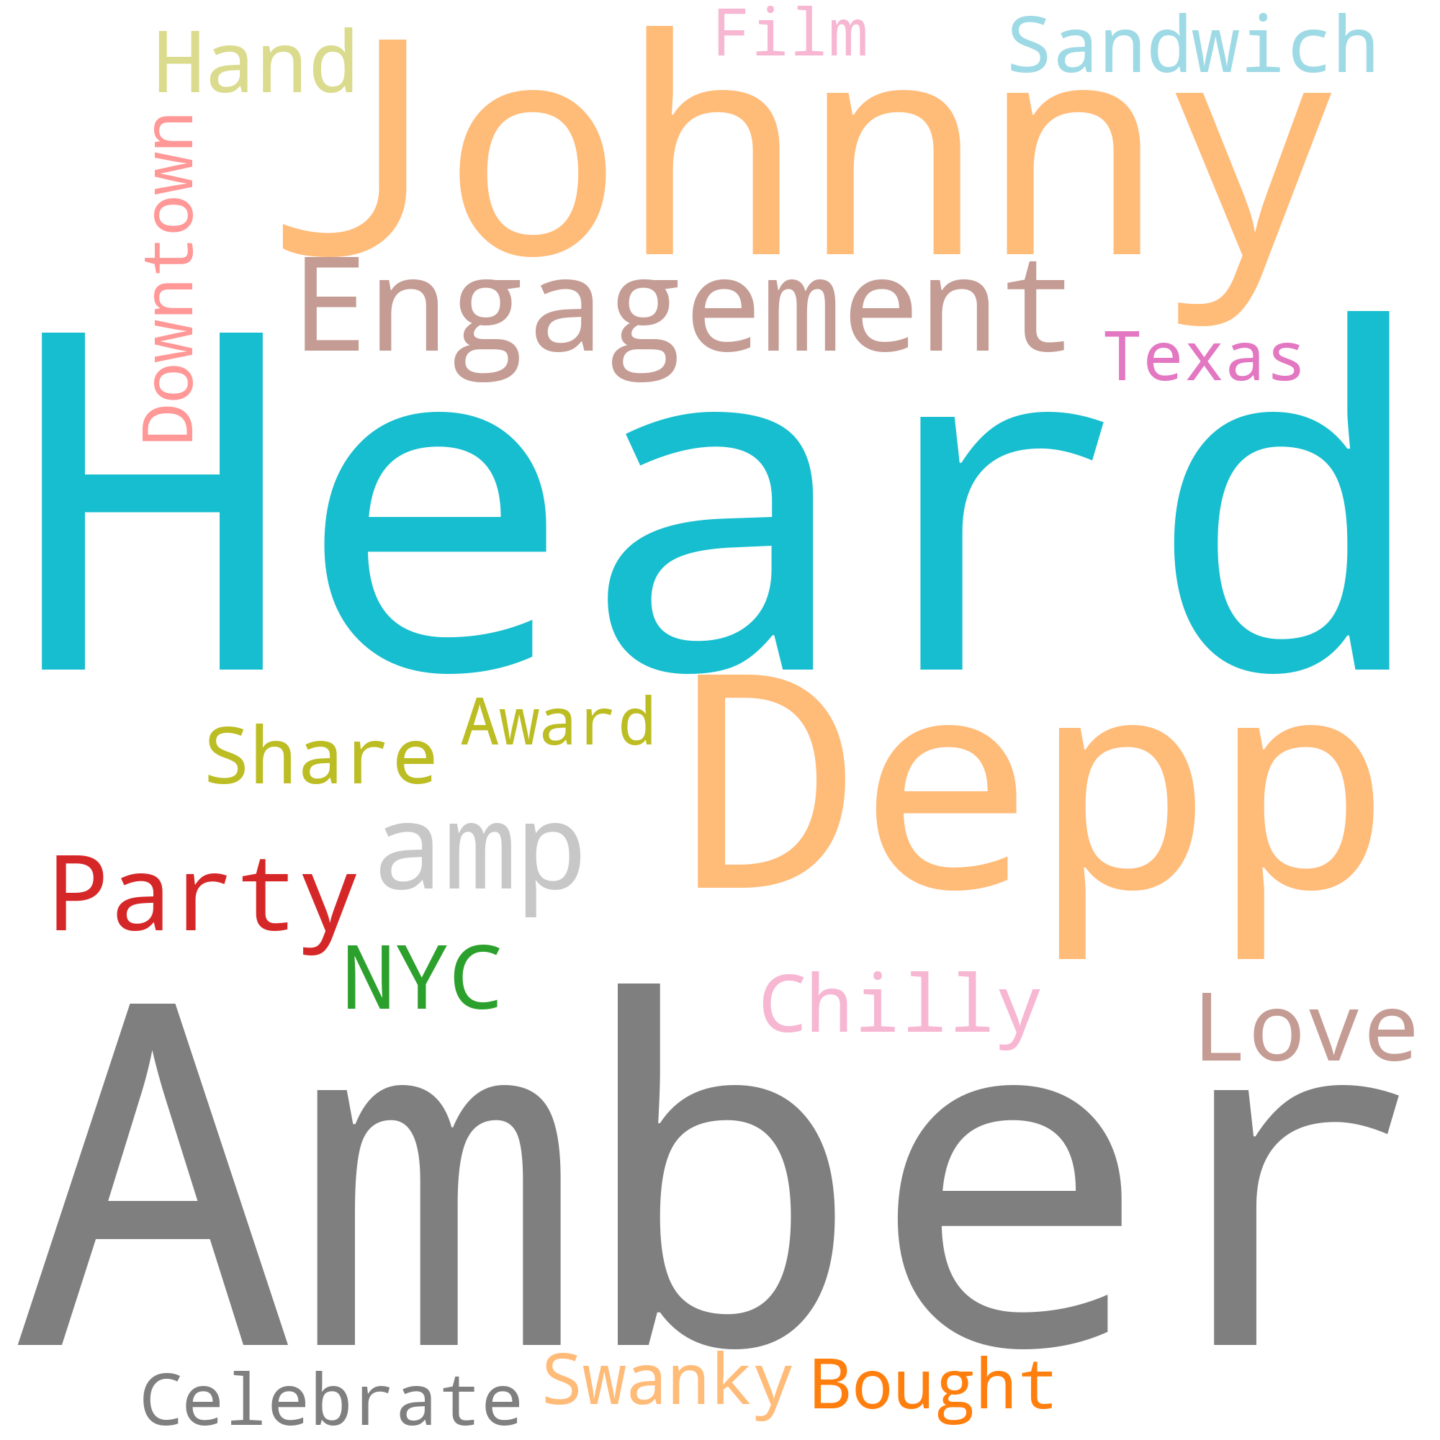 Film
Sandwich
Hand
Johnny
Downtown
Engagement
Texas
Heard
Award
Share
Depp
amp
Party
NYC
Chilly
Love
Amber
Swanky
Bought
Celebrate